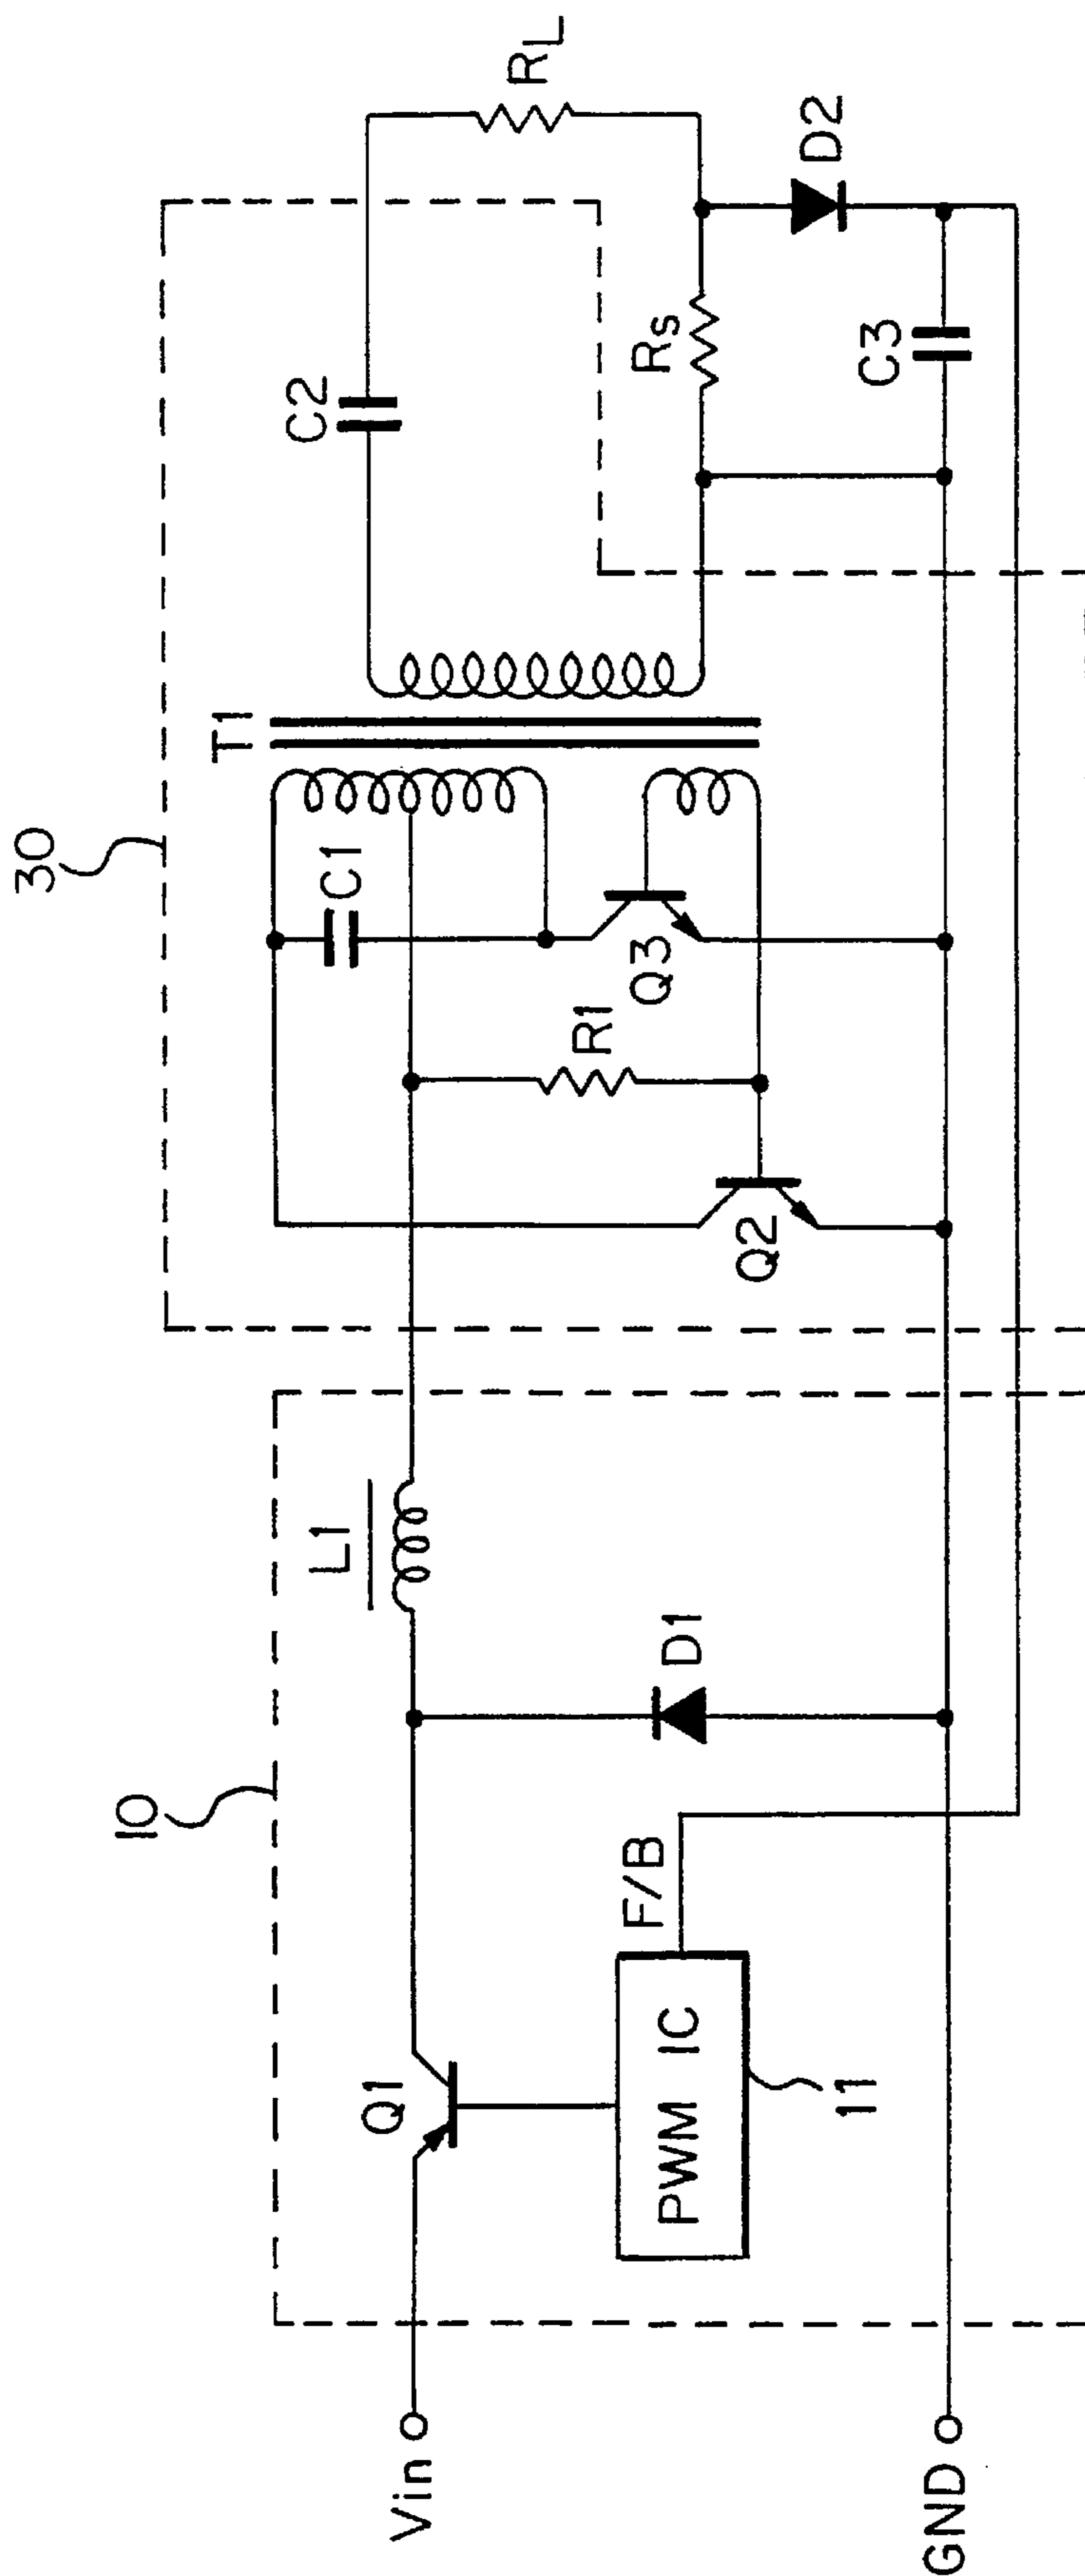 30
10
T1
C2
RL
C1
R1
Q3
Rs
D2
C3
Q2
L1
D1
Q1
F/B
PWM IC
11
Vin
GND